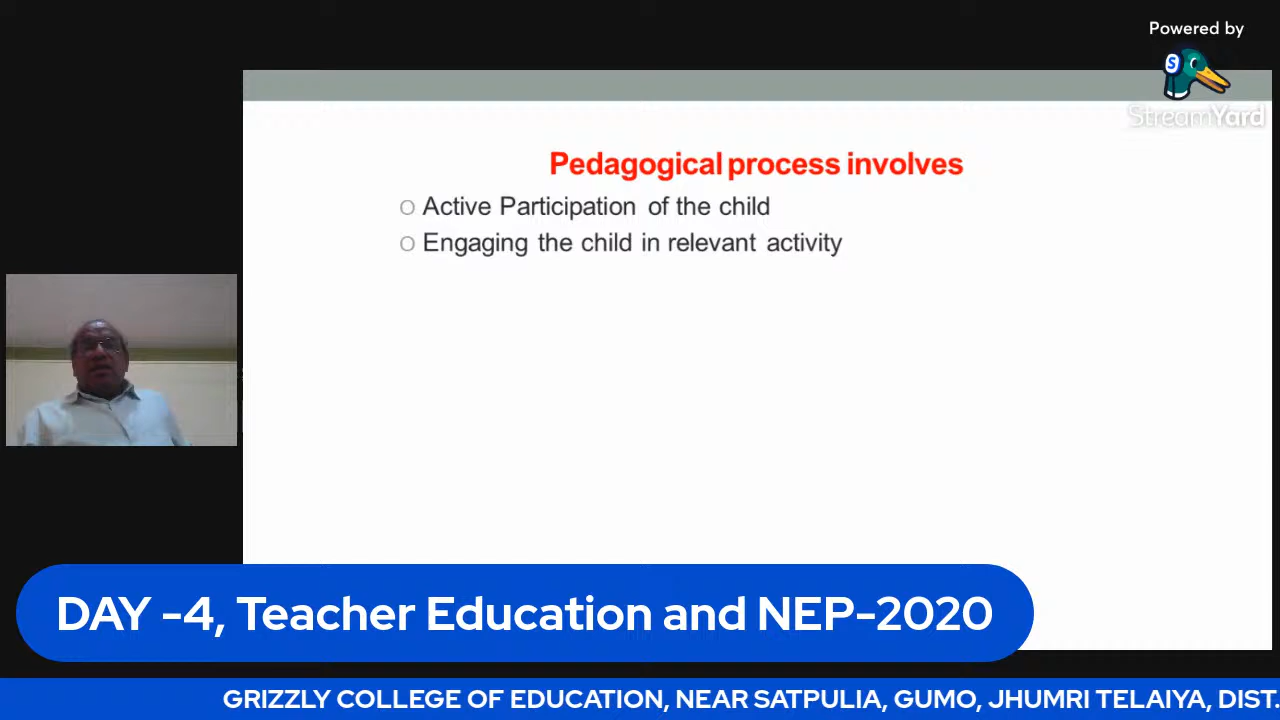 Powered by
StreamYard
Pedagogical process involves
O Active Participation of the child
O Engaging the child in relevant activity
DAY -4, Teacher Education and NEP-2020
GRIZZLY COLLEGE OF EDUCATION, NEAR SATPULIA, GUMO, JHUMRI TELAIYA, DIST.